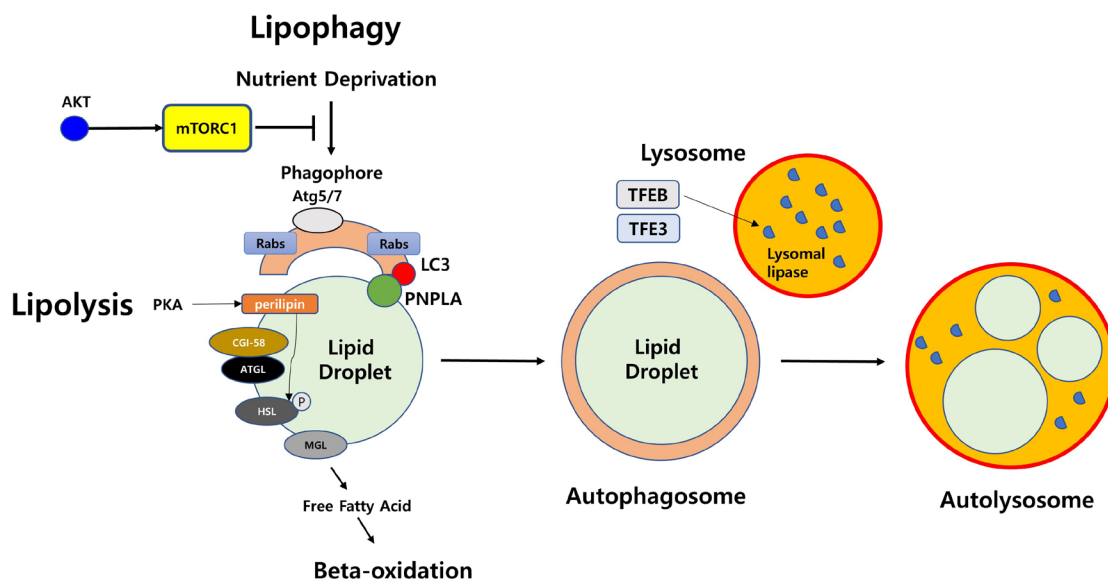 Lipophagy
Nutrient Deprivation
AKT
mTORC1
Phagophore
Atg5/7
Rabs
Rabs
LC3
PNPLA
Lipolysis
PKA
perilipin
CGI-58
ATGL
HSL
P
MGL
Lipid
Droplet
Free Fatty Acid
Beta-oxidation
Lysosome
TFEB
TFE3
Lysomal
lipase
Lipid
Droplet
Autophagosome
Autolysosome